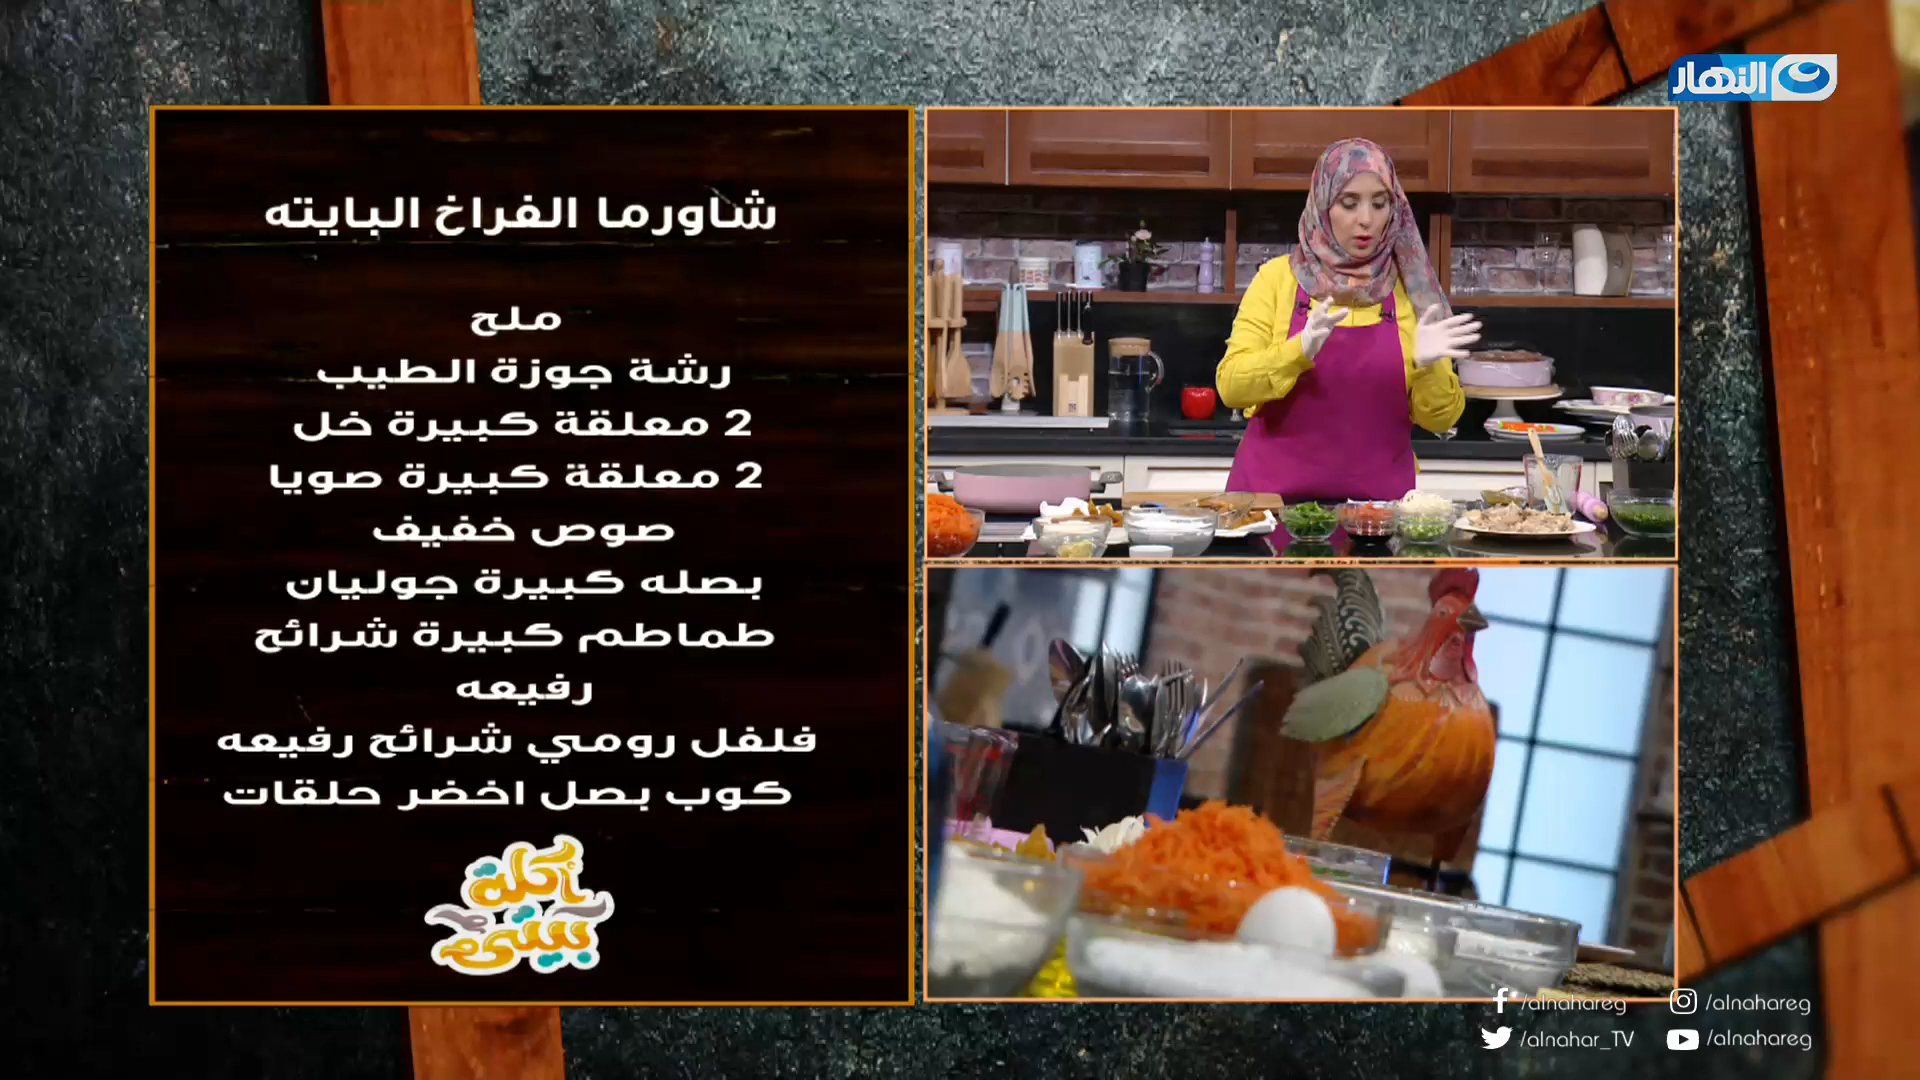 النهار
شاورما الفراخ البايته
ملح
رشة جوزة الطيب
2 معلقة كبيرة خل
2 معلقة كبيرة صويا
صوص خفيف
بصله كبيرة جوليان
طماطم كبيرة شرائح
رفيعه
فلفل رومي شرائح رفيعه
كوب بصل اخضر حلقات
أكلة
بيتى
/alnahareg
/alnahareg
/alnahar_TV
/alnahareg